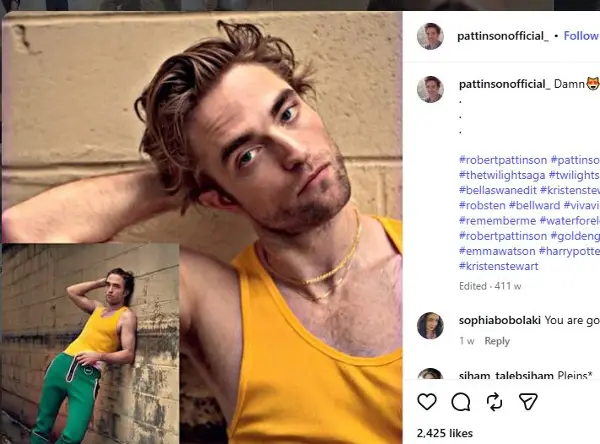 pattinsonofficial_ • Follow
pattinsonofficial_ Damn😻
.
.
.
#robertpattinson #pattinso
#thetwilightsaga #twilights
#bellaswanedit #kristenstew
#robsten #bellward #vivavi
#rememberme #waterforele
#robertpattinson #goldeng
#emmawatson #harrypotte
#kristenstewart
Edited · 411 w
sophiabobolaki You are go
1 w Reply
siham_talebsiham Pleins*
2,425 likes